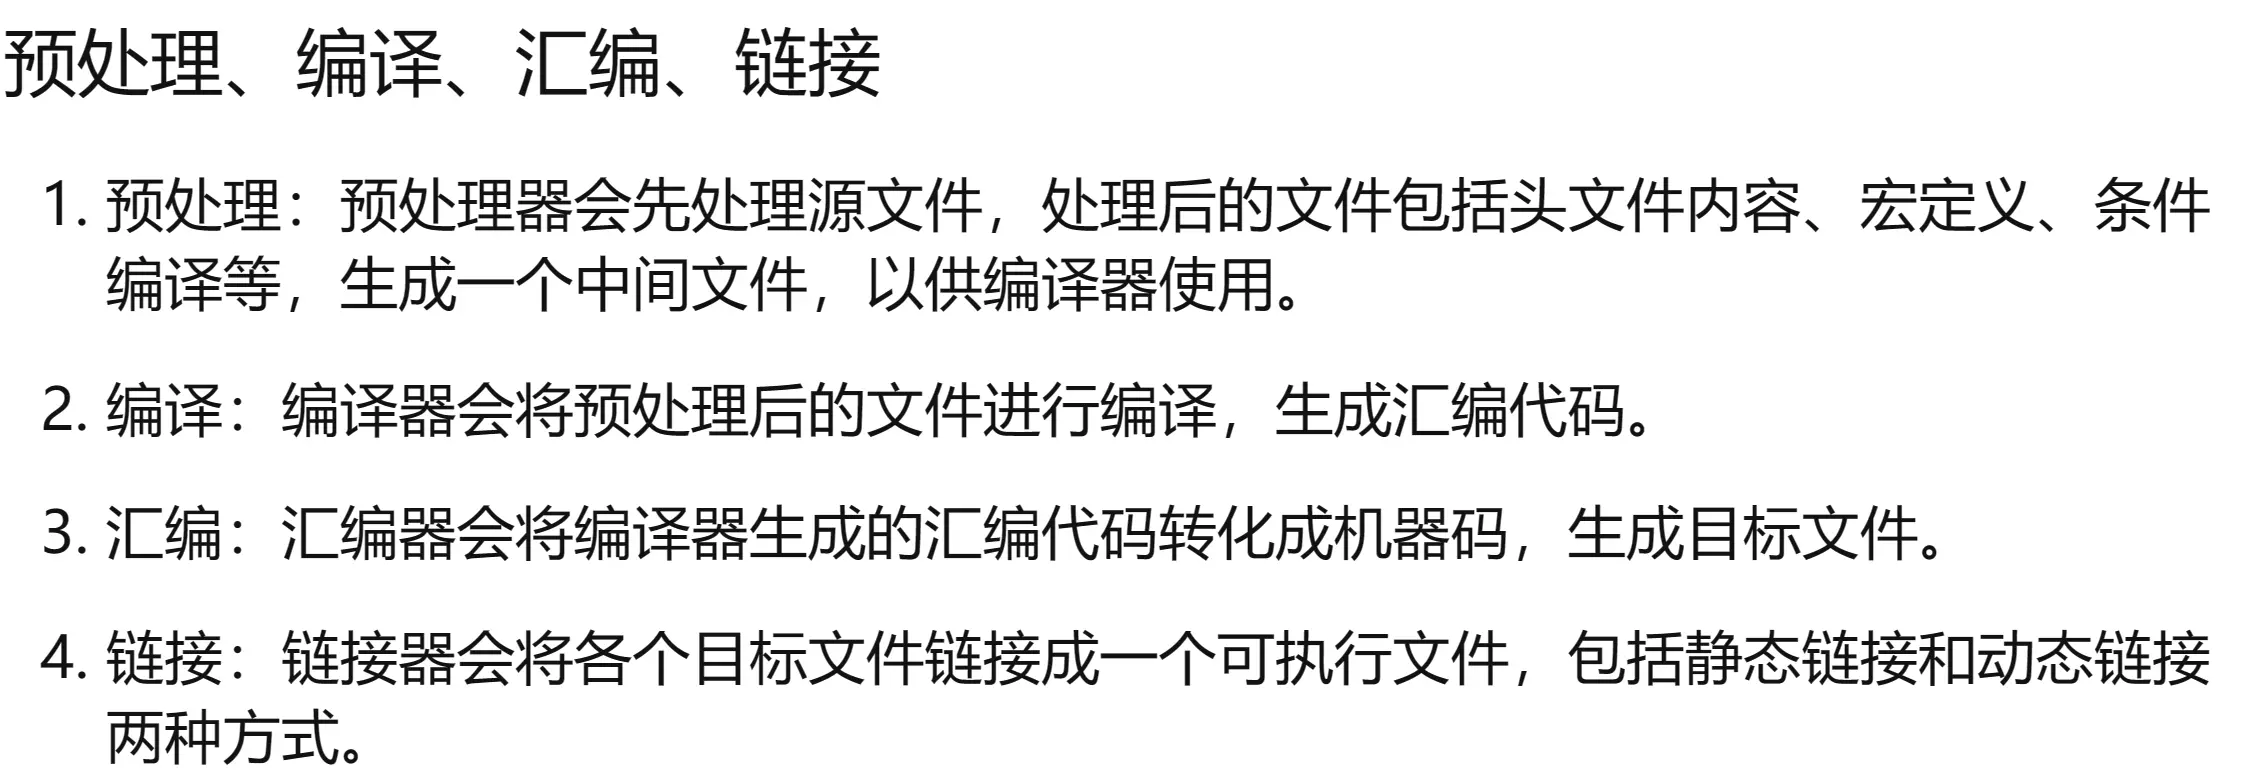 预处理、编译、汇编、链接
1. 预处理：预处理器会先处理源文件，处理后的文件包括头文件内容、宏定义、条件
编译等，生成一个中间文件，以供编译器使用。
2. 编译：编译器会将预处理后的文件进行编译，生成汇编代码。
3. 汇编：汇编器会将编译器生成的汇编代码转化成机器码，生成目标文件。
4. 链接：链接器会将各个目标文件链接成一个可执行文件，包括静态链接和动态链接
两种方式。